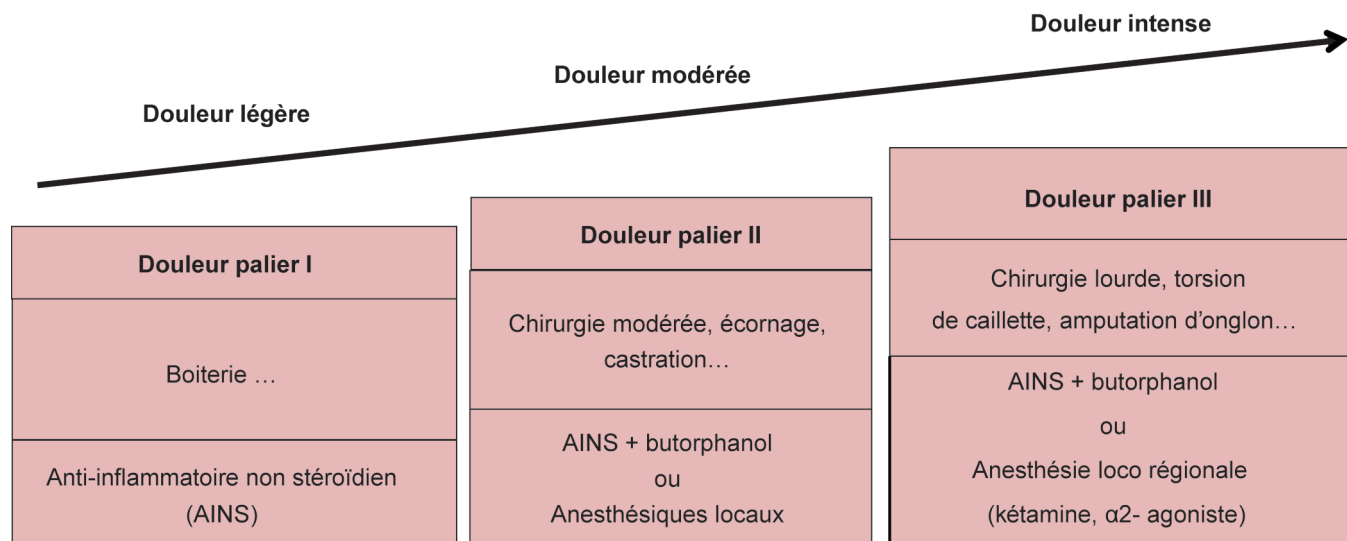 Douleur légère
Douleur modérée
Douleur intense
Douleur palier I
Boiterie …
Anti-inflammatoire non stéroïdien
(AINS)
Douleur palier II
Chirurgie modérée, écornage,
castration…
AINS + butorphanol
ou
Anesthésiques locaux
Douleur palier III
Chirurgie lourde, torsion
de caillette, amputation d’onglon…
AINS + butorphanol
ou
Anesthésie loco régionale
(kétamine, α2- agoniste)